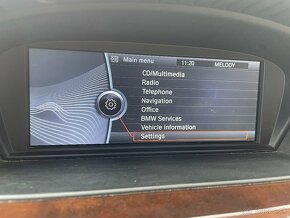 Main menu 11:20 MELODY
CD/Multimedia
Radio
Telephone
Navigation
Office
BMW Services
Vehicle information
Settings